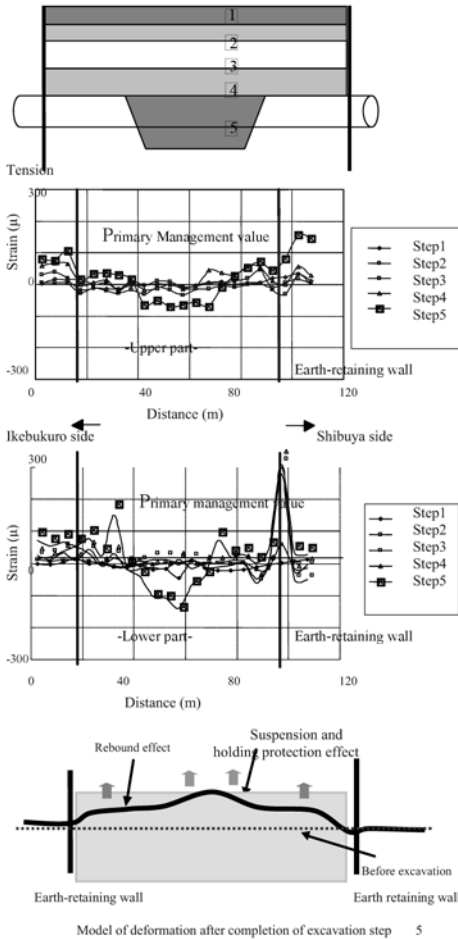 1
2
3
4
5
Tension
300
Primary Management value
Strain (μ)
0
-Upper part-
-300
Earth-retaining wall
0 40 80 120
Distance (m)
Step1
Step2
Step3
Step4
Step5
Ikebukuro side
Shibuya side
300
Primary management value
Strain (μ)
0
-Lower part-
Earth-retaining wall
-300
0 40 80 120
Distance (m)
Step1
Step2
Step3
Step4
Step5
Rebound effect
Suspension and
holding protection effect
Before excavation
Earth-retaining wall
Earth retaining wall
Model of deformation after completion of excavation step 5